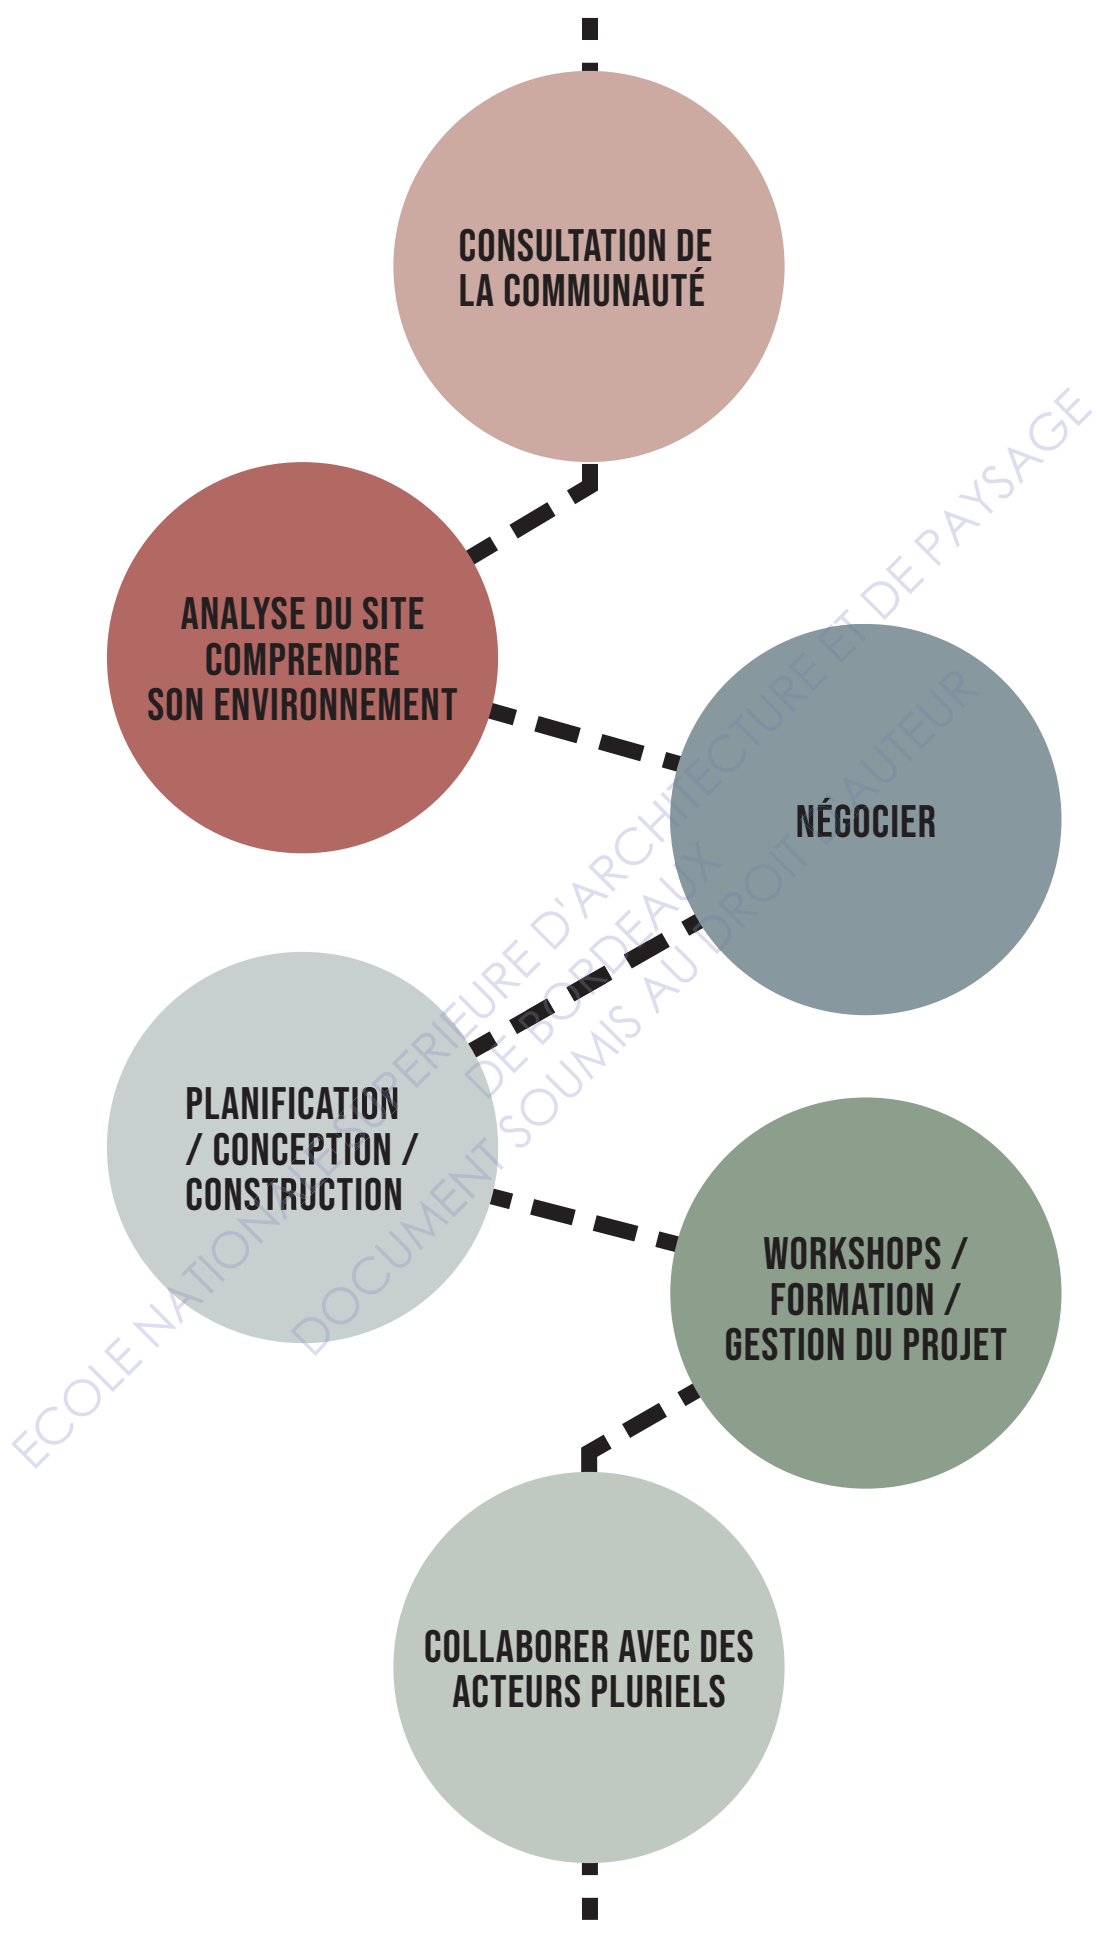 CONSULTATION DE
LA COMMUNAUTÉ
ANALYSE DU SITE
COMPRENDRE
SON ENVIRONNEMENT
NÉGOCIER
PLANIFICATION
/ CONCEPTION /
CONSTRUCTION
WORKSHOPS /
FORMATION /
GESTION DU PROJET
COLLABORER AVEC DES
ACTEURS PLURIELS
ECOLE NATIONALE SUPERIEURE D'ARCHITECTURE ET DE PAYSAGE
DE BORDEAUX
DOCUMENT SOUMIS AU DROIT D'AUTEUR